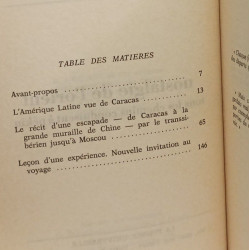 TABLE DES MATIERES
Avant-propos 7
L'Amérique Latine vue de Caracas 13
Le récit d'une escapade — de Caracas à la
grande muraille de Chine — par le transsi-
bérien jusqu'à Moscou 65
Leçon d'une expérience. Nouvelle invitation au
voyage 146